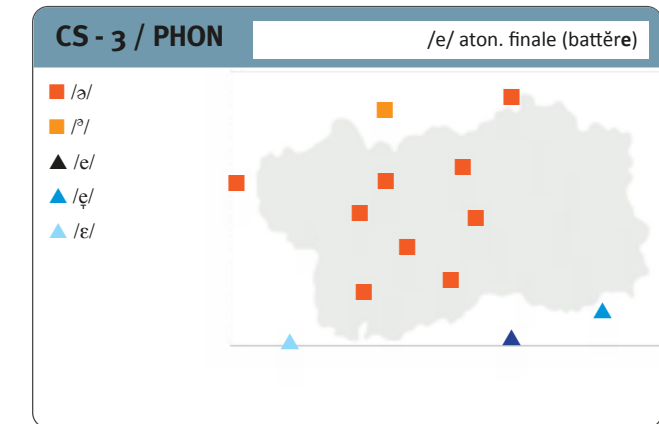 CS - 3 / PHON
/e/ aton. finale (battĕre)
/ə/
/ᵊ/
/e/
/ę̟/
/ɛ/